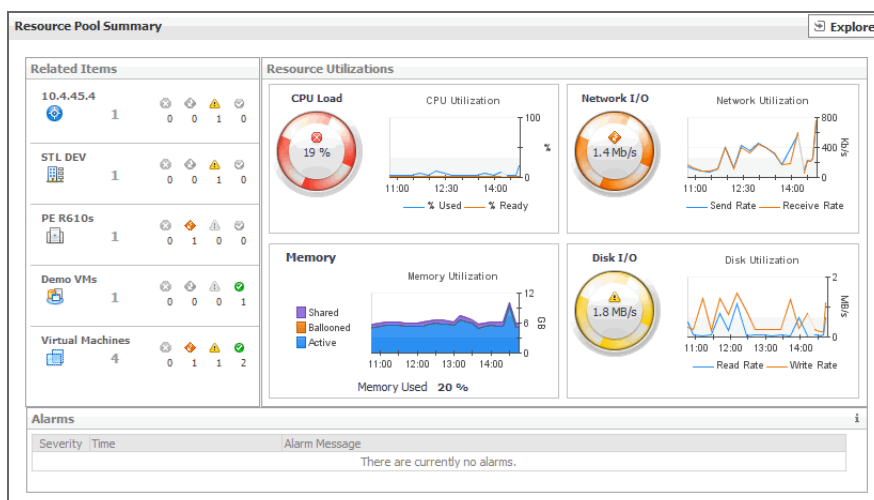 Resource Pool Summary
Explore
Related Items
10.4.45.4
1
0 0 1 0
STL DEV
1
0 0 1 0
PE R610s
1
0 1 0 0
Demo VMs
1
0 0 0 1
Virtual Machines
4
0 1 1 2
Resource Utilizations
CPU Load
19 %
CPU Utilization
100
%
0
11:00 12:30 14:00
% Used % Ready
Network I/O
1.4 Mb/s
Network Utilization
800
400
0
Kb/s
11:00 12:30 14:00
Send Rate Receive Rate
Memory
Memory Utilization
Shared
Ballooned
Active
12
6
0
GB
11:00 12:00 13:00 14:00
Memory Used 20 %
Disk I/O
1.8 MB/s
Disk Utilization
2
0
MB/s
11:00 12:00 13:00 14:00
Read Rate Write Rate
Alarms
i
Severity Time Alarm Message
There are currently no alarms.